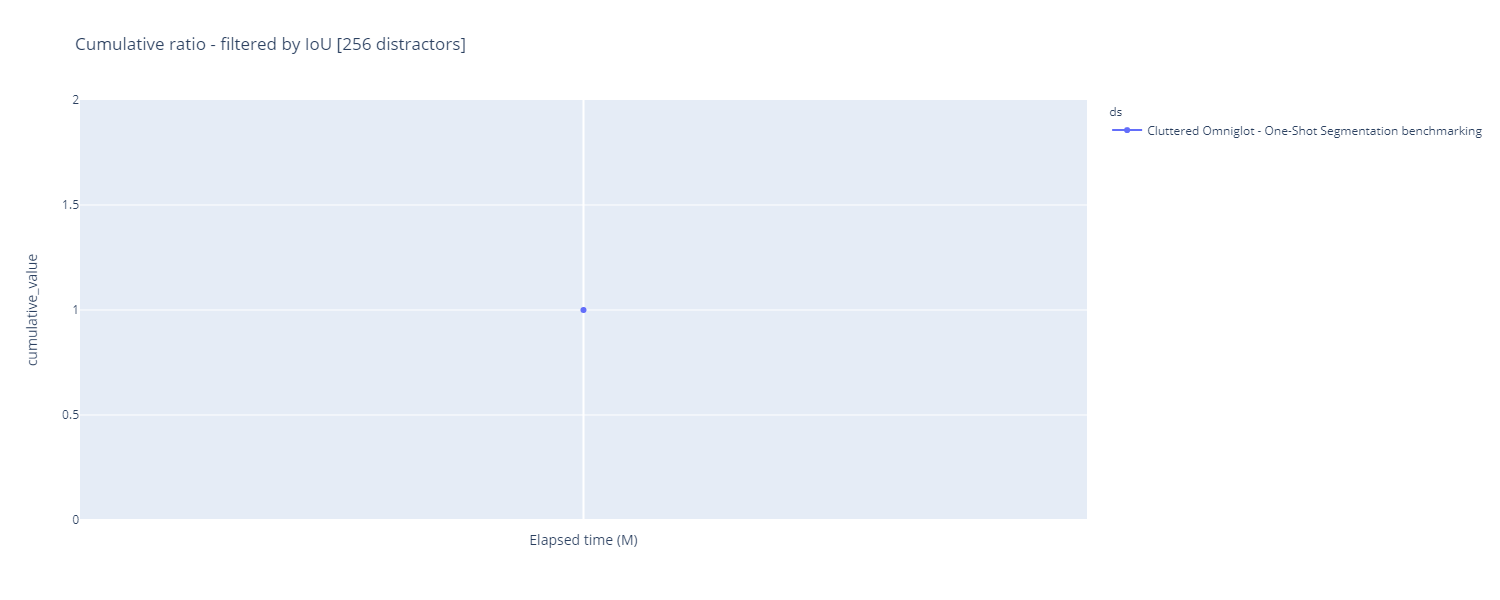 Cumulative ratio - filtered by IoU [256 distractors]
2
1.5
1
0.5
0
cumulative_value
Elapsed time (M)
ds
Cluttered Omniglot - One-Shot Segmentation benchmarking